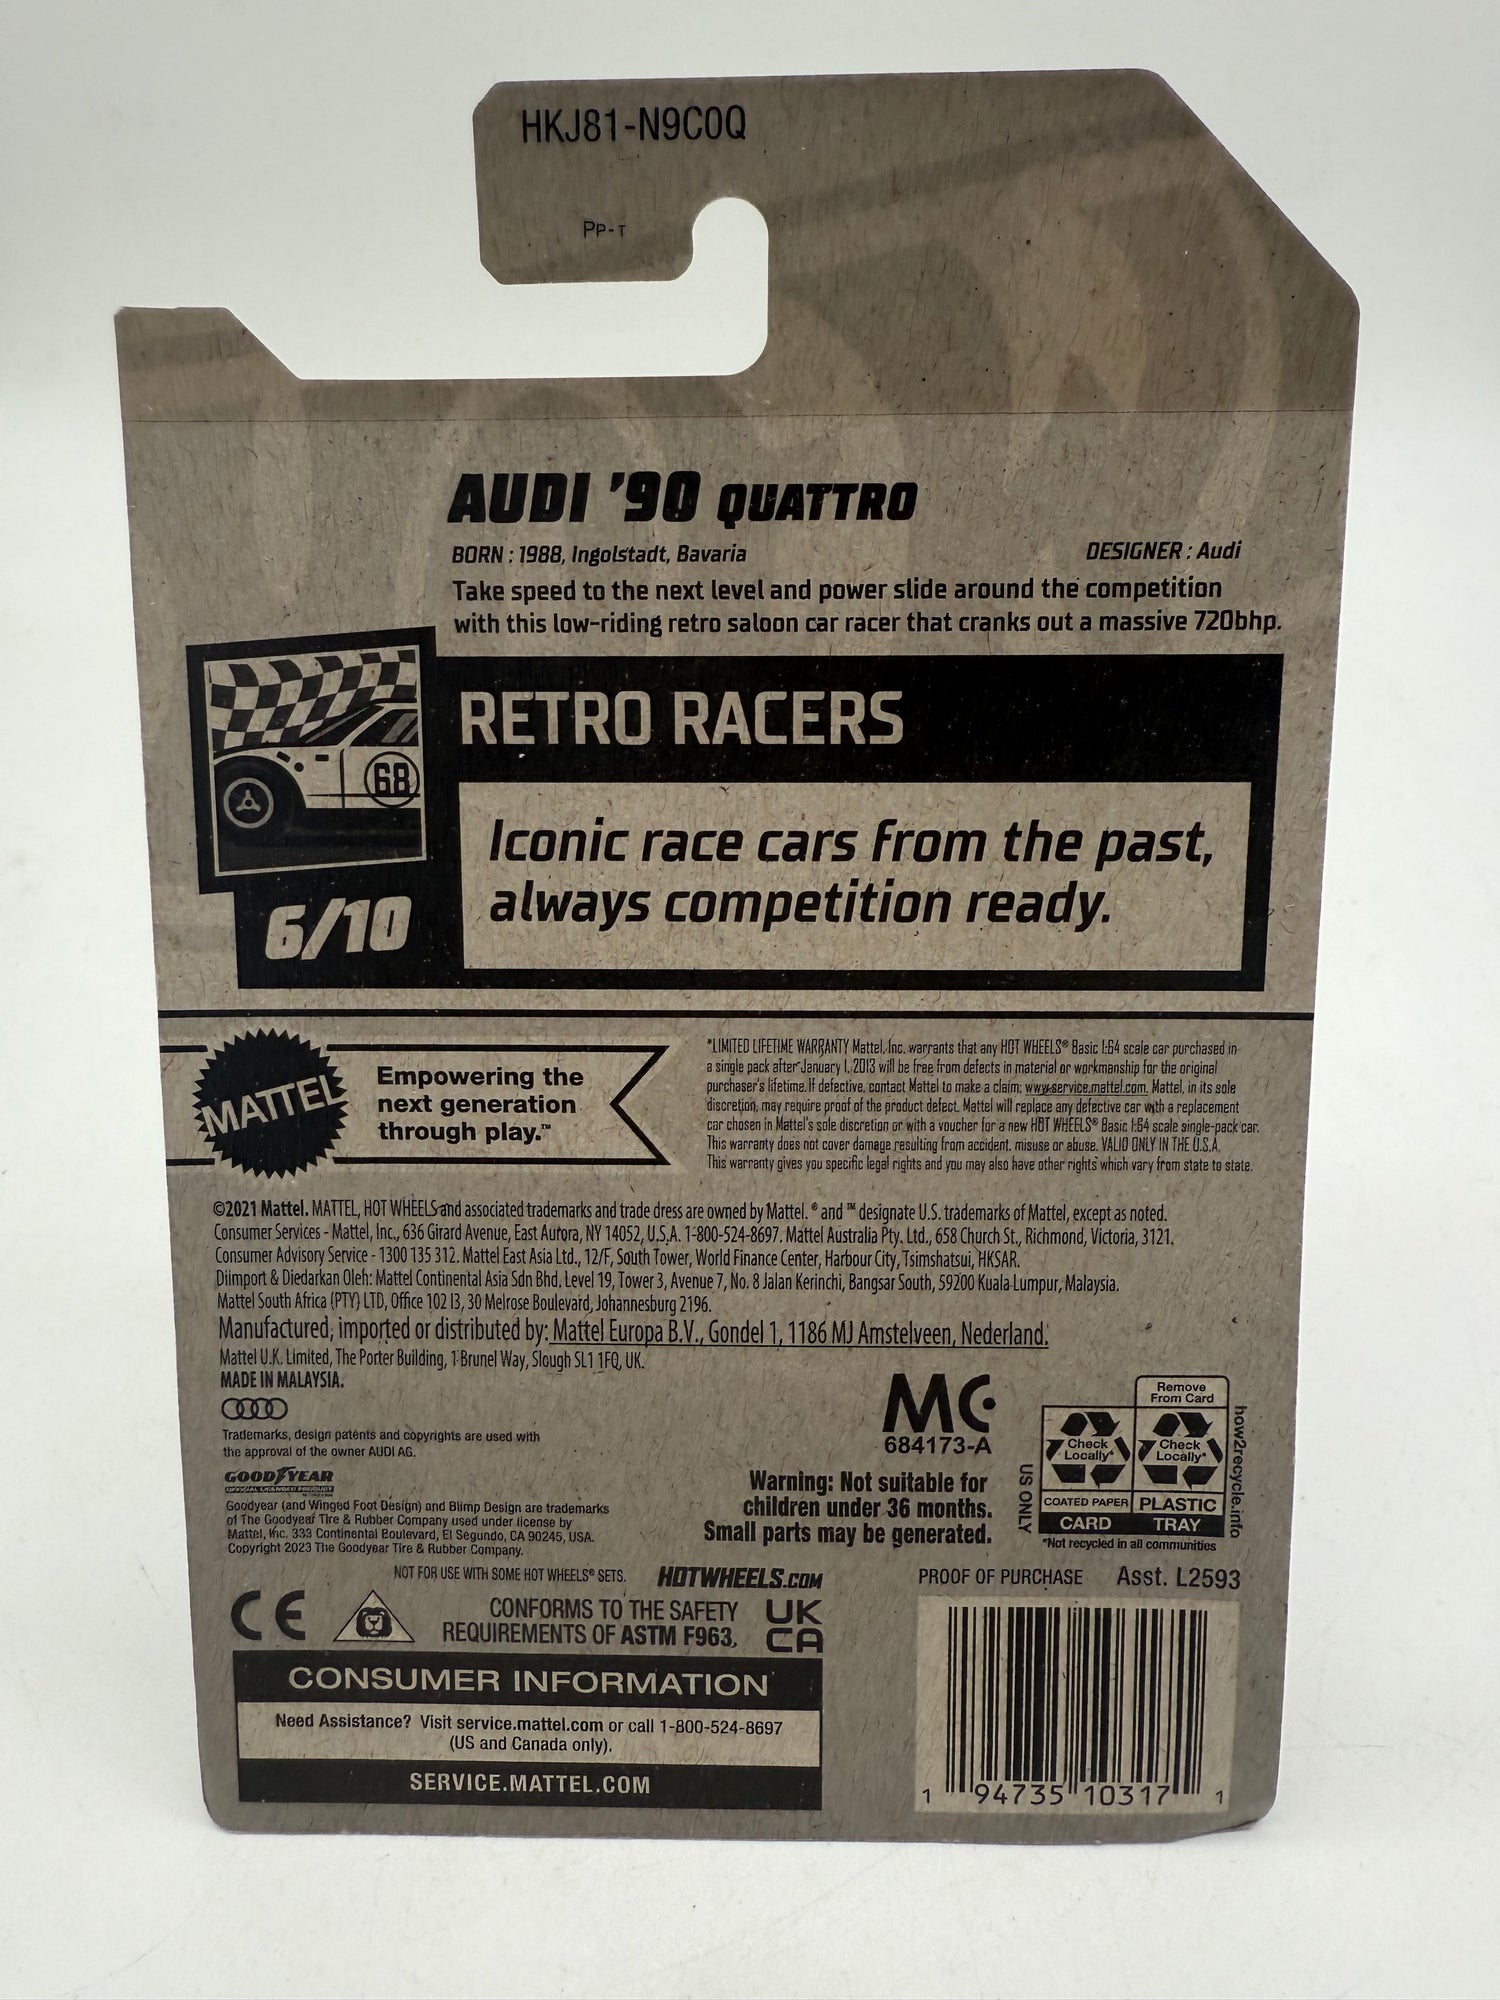 HKJ81-N9C0Q
PP-T
AUDI '90 QUATTRO
BORN : 1988, Ingolstadt, Bavaria
DESIGNER : Audi
Take speed to the next level and power slide around the competition
with this low-riding retro saloon car racer that cranks out a massive 720bhp.
RETRO RACERS
68
Iconic race cars from the past,
always competition ready.
6/10
MATTEL
Empowering the
next generation
through play.™
*LIMITED LIFETIME WARRANTY Mattel, Inc. warrants that any HOT WHEELS® Basic 1:64 scale car purchased in
a single pack after January 1, 2013 will be free from defects in material or workmanship for the original
purchaser's lifetime. If defective, contact Mattel to make a claim: www.service.mattel.com. Mattel, in its sole
discretion, may require proof of the product defect. Mattel will replace any defective car with a replacement
car chosen in Mattel's sole discretion or with a voucher for a new HOT WHEELS® Basic 1:64 scale single-pack car.
This warranty does not cover damage resulting from accident, misuse or abuse. VALID ONLY IN THE U.S.A.
This warranty gives you specific legal rights and you may also have other rights which vary from state to state.
©2021 Mattel. MATTEL, HOT WHEELS and associated trademarks and trade dress are owned by Mattel. ® and ™ designate U.S. trademarks of Mattel, except as noted.
Consumer Services - Mattel, Inc., 636 Girard Avenue, East Aurora, NY 14052, U.S.A. 1-800-524-8697. Mattel Australia Pty. Ltd., 658 Church St., Richmond, Victoria, 3121.
Consumer Advisory Service - 1300 135 312. Mattel East Asia Ltd., 12/F, South Tower, World Finance Center, Harbour City, Tsimshatsui, HKSAR.
Diimport & Diedarkan Oleh: Mattel Continental Asia Sdn Bhd. Level 19, Tower 3, Avenue 7, No. 8 Jalan Kerinchi, Bangsar South, 59200 Kuala Lumpur, Malaysia.
Mattel South Africa (PTY) LTD, Office 102 I3, 30 Melrose Boulevard, Johannesburg 2196.
Manufactured, imported or distributed by: Mattel Europa B.V., Gondel 1, 1186 MJ Amstelveen, Nederland.
Mattel U.K. Limited, The Porter Building, 1 Brunel Way, Slough SL1 1FQ, UK.
MADE IN MALAYSIA.
Trademarks, design patents and copyrights are used with
the approval of the owner AUDI AG.
GOODYEAR
OFFICIAL LICENSED PRODUCT
Goodyear (and Winged Foot Design) and Blimp Design are trademarks
of The Goodyear Tire & Rubber Company used under license by
Mattel, Inc. 333 Continental Boulevard, El Segundo, CA 90245, USA.
Copyright 2023 The Goodyear Tire & Rubber Company.
MC
684173-A
Warning: Not suitable for
children under 36 months.
Small parts may be generated.
Remove
From Card
Check
Locally*
Check
Locally*
COATED PAPER
PLASTIC
CARD
TRAY
US ONLY
how2recycle.info
*Not recycled in all communities
NOT FOR USE WITH SOME HOT WHEELS® SETS.
HOTWHEELS.COM
PROOF OF PURCHASE
Asst. L2593
CE
CONFORMS TO THE SAFETY
REQUIREMENTS OF ASTM F963.
UK
CA
CONSUMER INFORMATION
Need Assistance? Visit service.mattel.com or call 1-800-524-8697
(US and Canada only).
SERVICE.MATTEL.COM
1 94735 10317 1